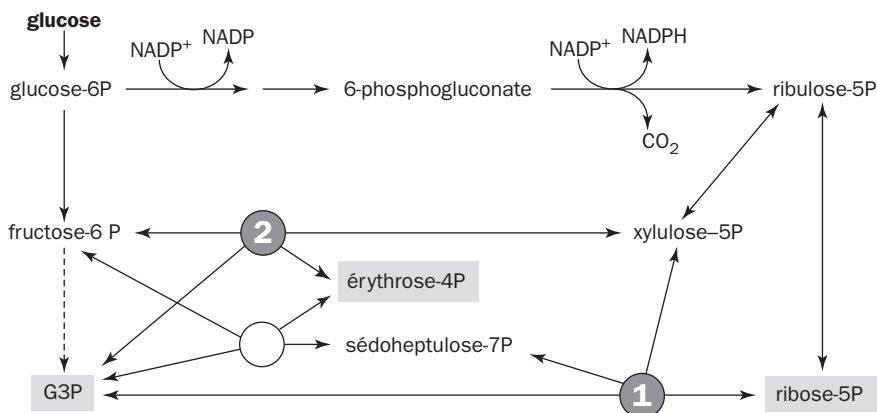 glucose
NADP+ NADP
NADP+ NADPH
glucose-6P
6-phosphogluconate
ribulose-5P
CO2
fructose-6 P
2
xylulose–5P
érythrose-4P
sédoheptulose-7P
G3P
1
ribose-5P